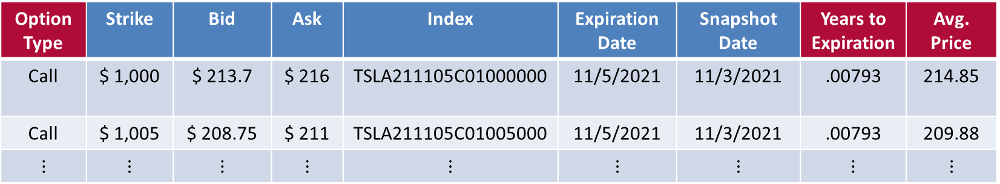 Option Type Strike Bid Ask Index Expiration Date Snapshot Date Years to Expiration Avg. Price
Call $ 1,000 $ 213.7 $ 216 TSLA211105C01000000 11/5/2021 11/3/2021 .00793 214.85
Call $ 1,005 $ 208.75 $ 211 TSLA211105C01005000 11/5/2021 11/3/2021 .00793 209.88
⋮ ⋮ ⋮ ⋮ ⋮ ⋮ ⋮ ⋮ ⋮